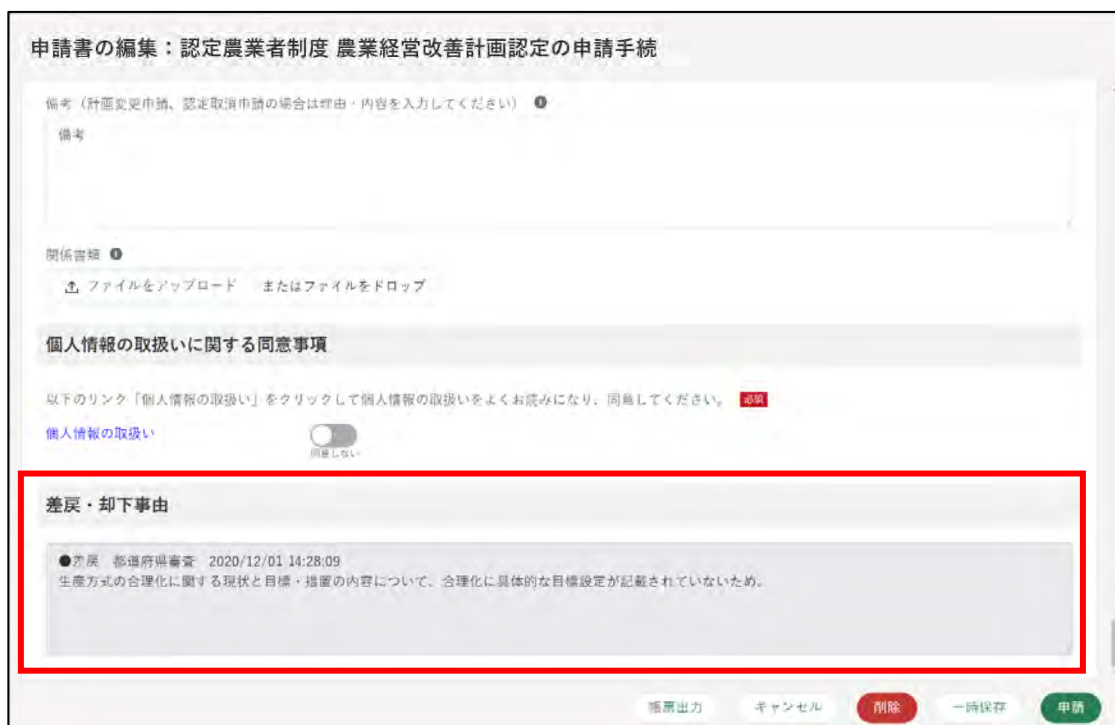 申請書の編集：認定農業者制度 農業経営改善計画認定の申請手続
備考（計画変更申請、認定取消申請の場合は理由・内容を入力してください）
備考
関係書類
ファイルをアップロード またはファイルをドロップ
個人情報の取扱いに関する同意事項
以下のリンク「個人情報の取扱い」をクリックして個人情報の取扱いをよくお読みになり、同意してください。 必須
個人情報の取扱い
同意しない
差戻・却下事由
●差戻　都道府県審査　2020/12/01 14:28:09
生産方式の合理化に関する現状と目標・措置の内容について、合理化に具体的な目標設定が記載されていないため。
帳票出力 キャンセル 削除 一時保存 申請